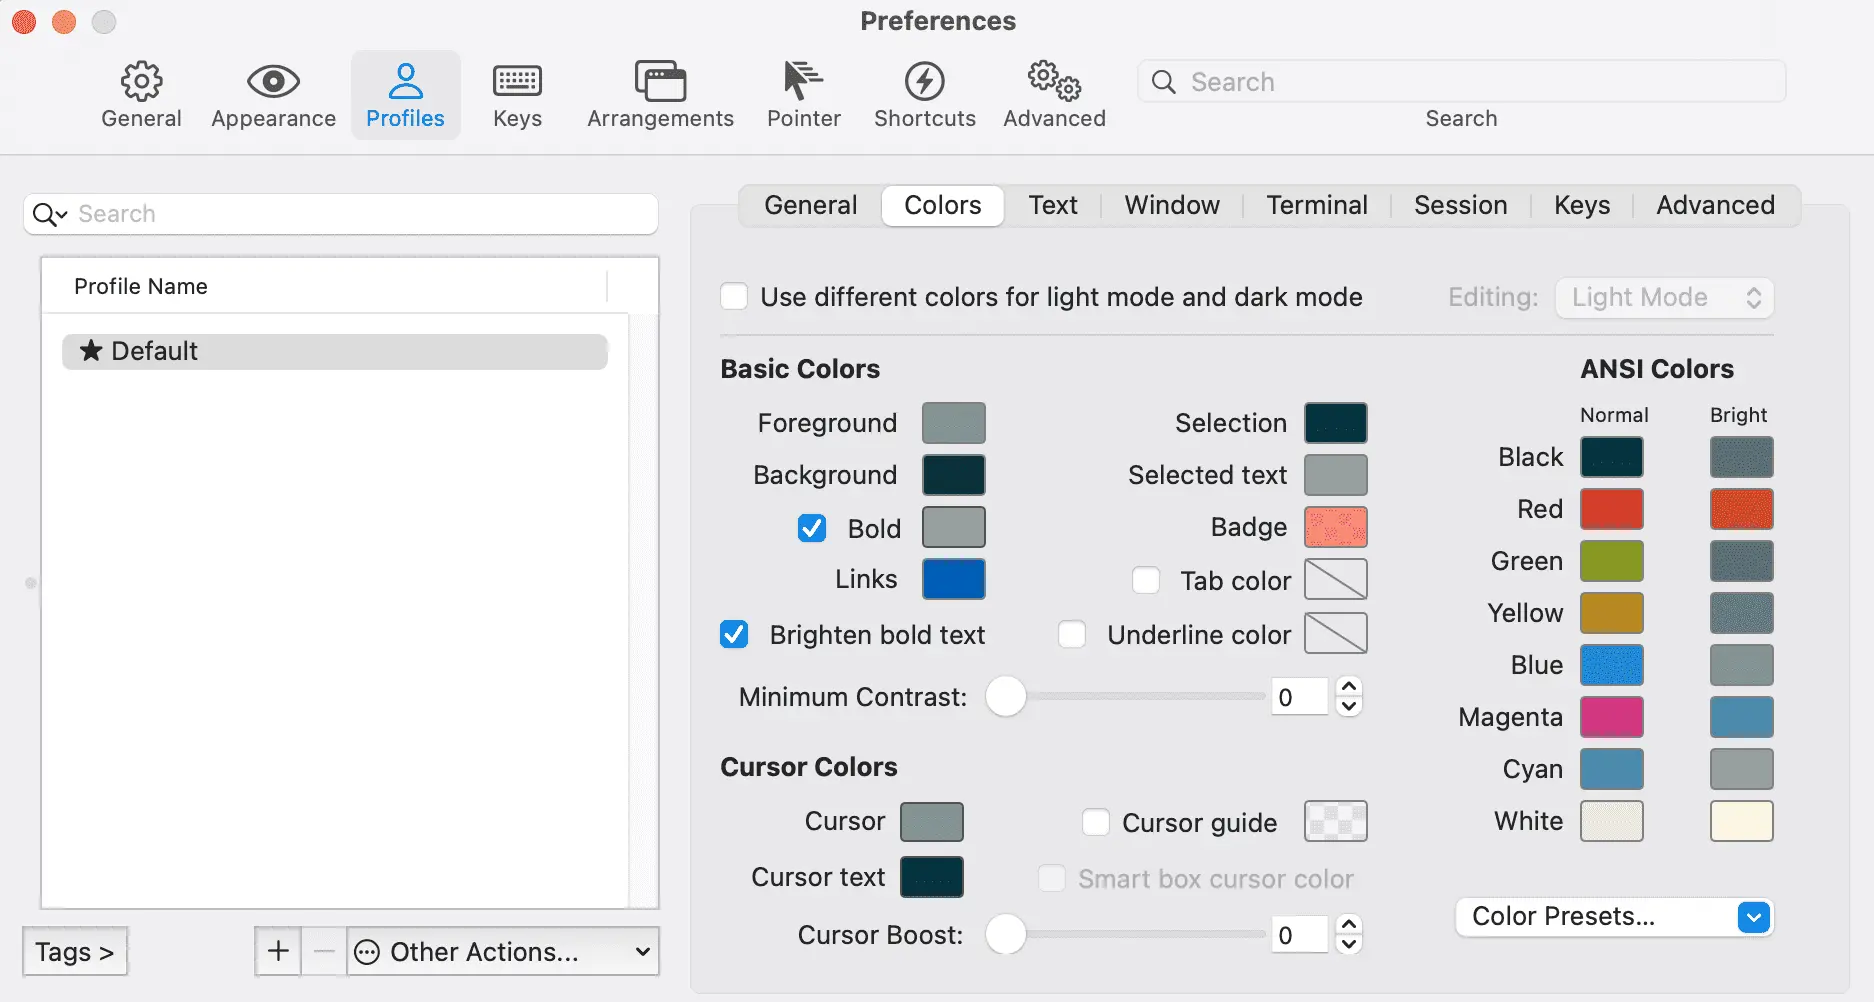 Preferences
General
Appearance
Profiles
Keys
Arrangements
Pointer
Shortcuts
Advanced
Search
Search
Search
Profile Name
★ Default
Tags >
+
−
Other Actions...
General
Colors
Text
Window
Terminal
Session
Keys
Advanced
Use different colors for light mode and dark mode
Editing: Light Mode
Basic Colors
Foreground
Background
Bold
Links
Brighten bold text
Selection
Selected text
Badge
Tab color
Underline color
Minimum Contrast: 0
Cursor Colors
Cursor
Cursor text
Cursor guide
Smart box cursor color
Cursor Boost: 0
ANSI Colors
Normal Bright
Black
Red
Green
Yellow
Blue
Magenta
Cyan
White
Color Presets...